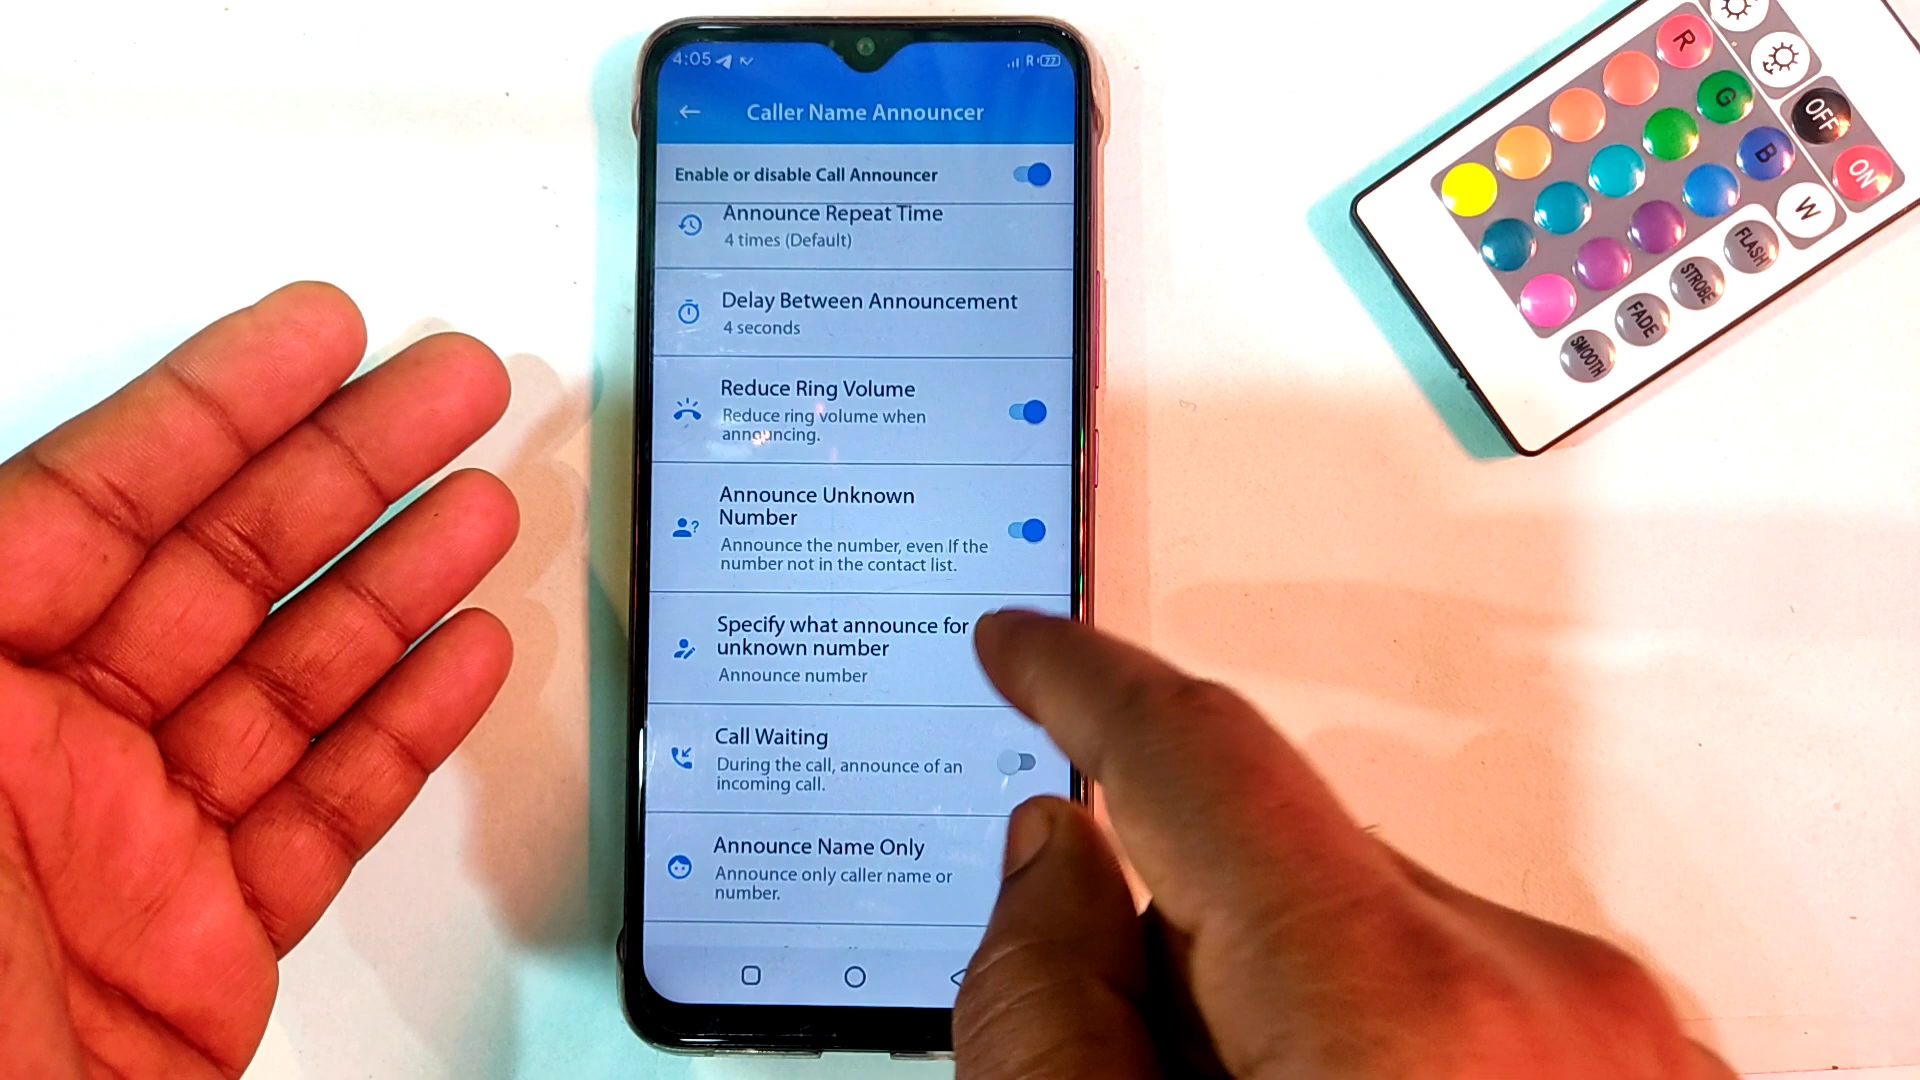 4:05
R 77
Caller Name Announcer
Enable or disable Call Announcer
Announce Repeat Time
4 times (Default)
Delay Between Announcement
4 seconds
Reduce Ring Volume
Reduce ring volume when
announcing.
Announce Unknown
Number
Announce the number, even If the
number not in the contact list.
Specify what announce for
unknown number
Announce number
Call Waiting
During the call, announce of an
incoming call.
Announce Name Only
Announce only caller name or
number.
R
G
B
W
OFF
ON
FLASH
STROBE
FADE
SMOOTH